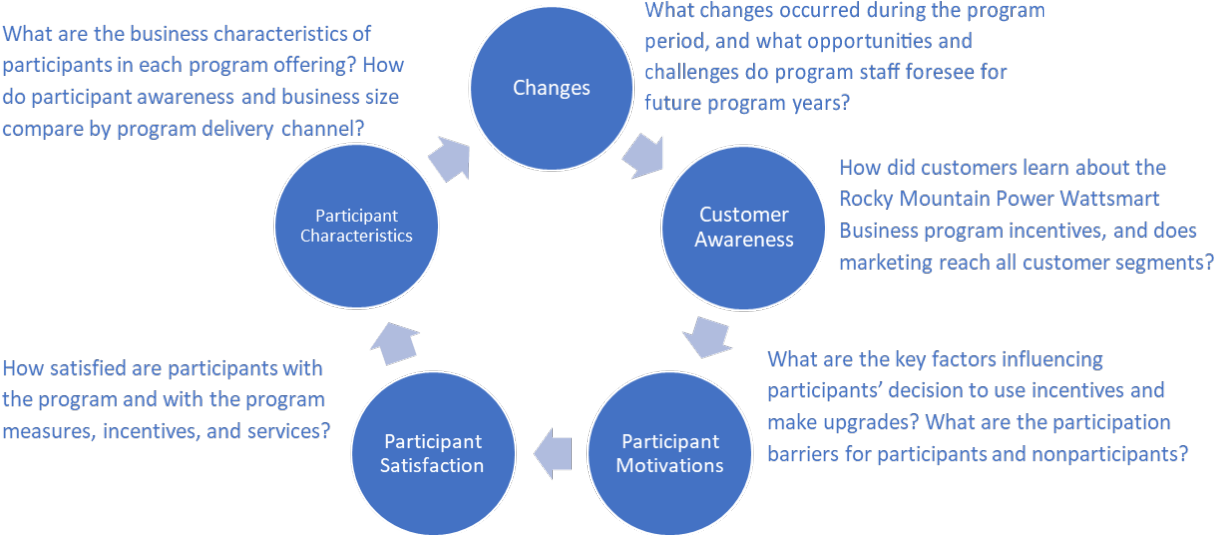 What changes occurred during the program
period, and what opportunities and
challenges do program staff foresee for
future program years?
Changes
How did customers learn about the
Rocky Mountain Power Wattsmart
Business program incentives, and does
marketing reach all customer segments?
Customer
Awareness
What are the key factors influencing
participants’ decision to use incentives and
make upgrades? What are the participation
barriers for participants and nonparticipants?
Participant
Motivations
How satisfied are participants with
the program and with the program
measures, incentives, and services?
Participant
Satisfaction
What are the business characteristics of
participants in each program offering? How
do participant awareness and business size
compare by program delivery channel?
Participant
Characteristics